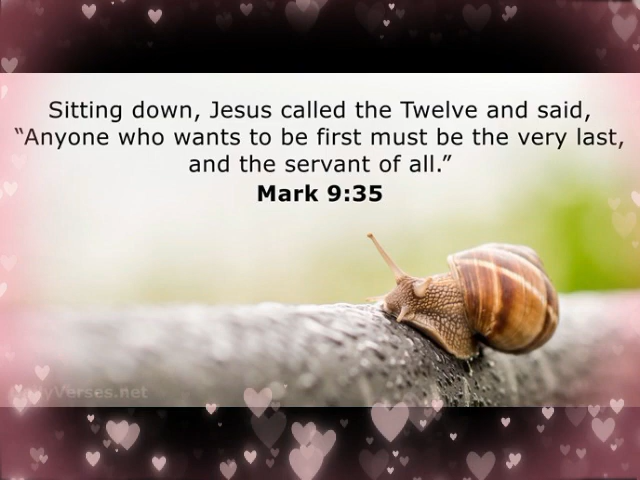 Sitting down, Jesus called the Twelve and said,
“Anyone who wants to be first must be the very last,
and the servant of all.”
Mark 9:35